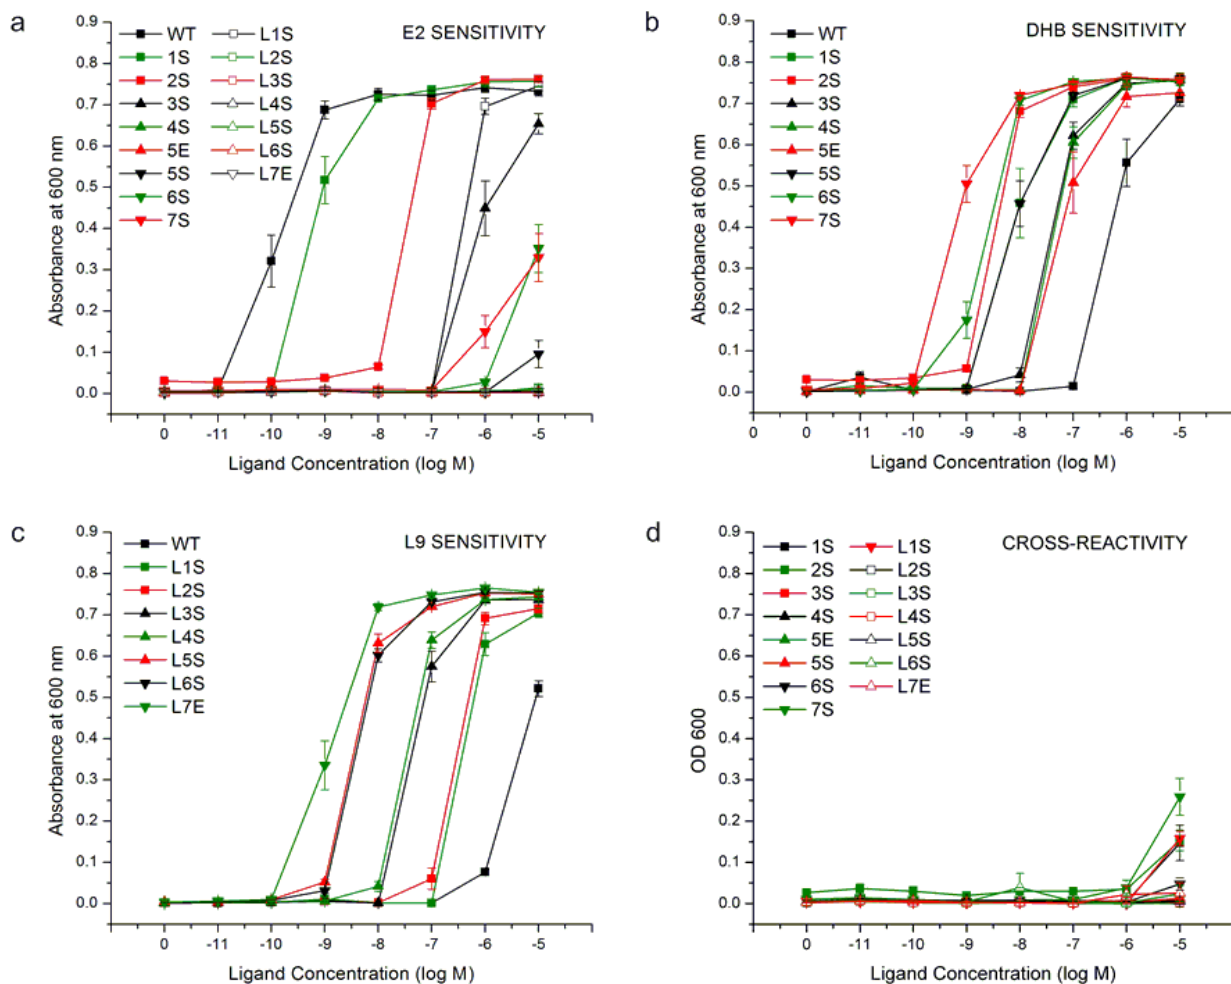 a
E2 SENSITIVITY
WT
1S
2S
3S
4S
5E
5S
6S
7S
L1S
L2S
L3S
L4S
L5S
L6S
L7E
Absorbance at 600 nm
0.9
0.8
0.7
0.6
0.5
0.4
0.3
0.2
0.1
0.0
0 -11 -10 -9 -8 -7 -6 -5
Ligand Concentration (log M)
b
DHB SENSITIVITY
WT
1S
2S
3S
4S
5E
5S
6S
7S
Absorbance at 600 nm
0.9
0.8
0.7
0.6
0.5
0.4
0.3
0.2
0.1
0.0
0 0 -11 -10 -9 -8 -7 -6 -5
Ligand Concentration (log M)
c
L9 SENSITIVITY
WT
L1S
L2S
L3S
L4S
L5S
L6S
L7E
Absorbance at 600 nm
0.9
0.8
0.7
0.6
0.5
0.4
0.3
0.2
0.1
0.0
0 -11 -10 -9 -8 -7 -6 -5
Ligand Concentration (log M)
d
CROSS-REACTIVITY
1S
2S
3S
4S
5E
5S
6S
7S
L1S
L2S
L3S
L4S
L5S
L6S
L7E
OD 600
0.9
0.8
0.7
0.6
0.5
0.4
0.3
0.2
0.1
0.0
0 0 -11 -10 -9 -8 -7 -6 -5
Ligand Concentration (log M)